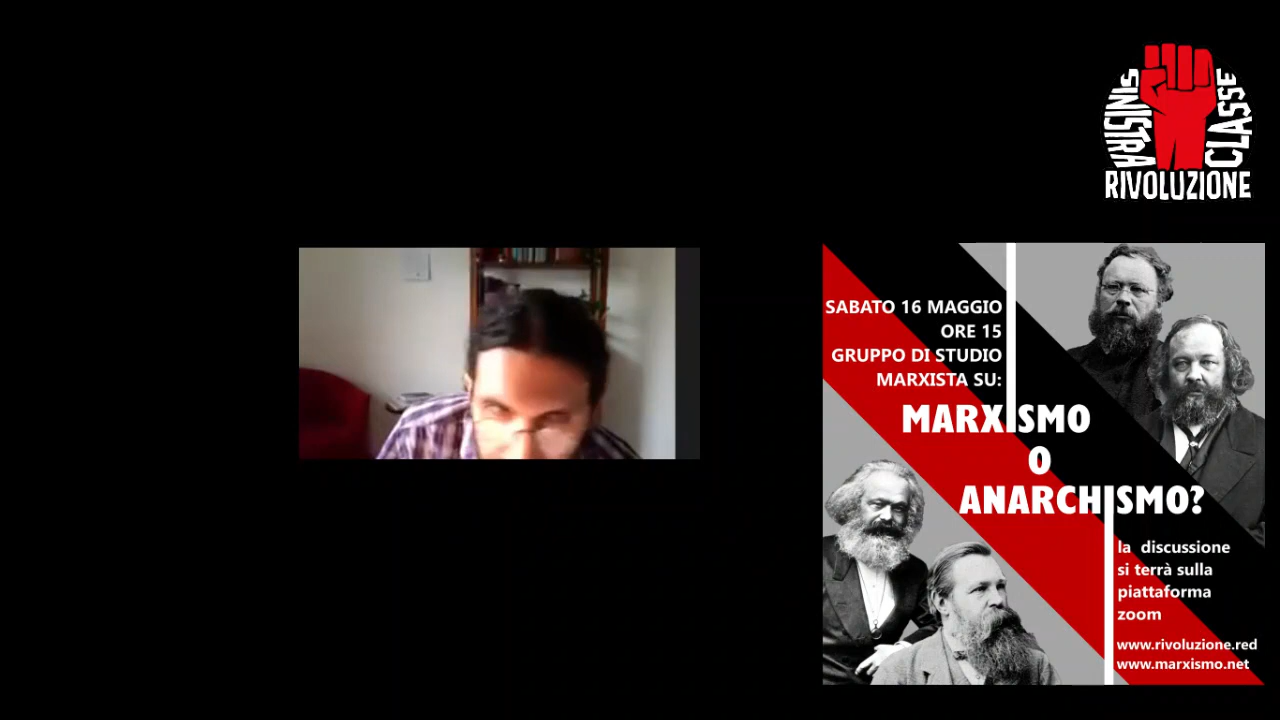 SINISTRA
CLASSE
RIVOLUZIONE
SABATO 16 MAGGIO
ORE 15
GRUPPO DI STUDIO
MARXISTA SU:
MARXISMO
O
ANARCHISMO?
la discussione
si terrà sulla
piattaforma
zoom
www.rivoluzione.red
www.marxismo.net